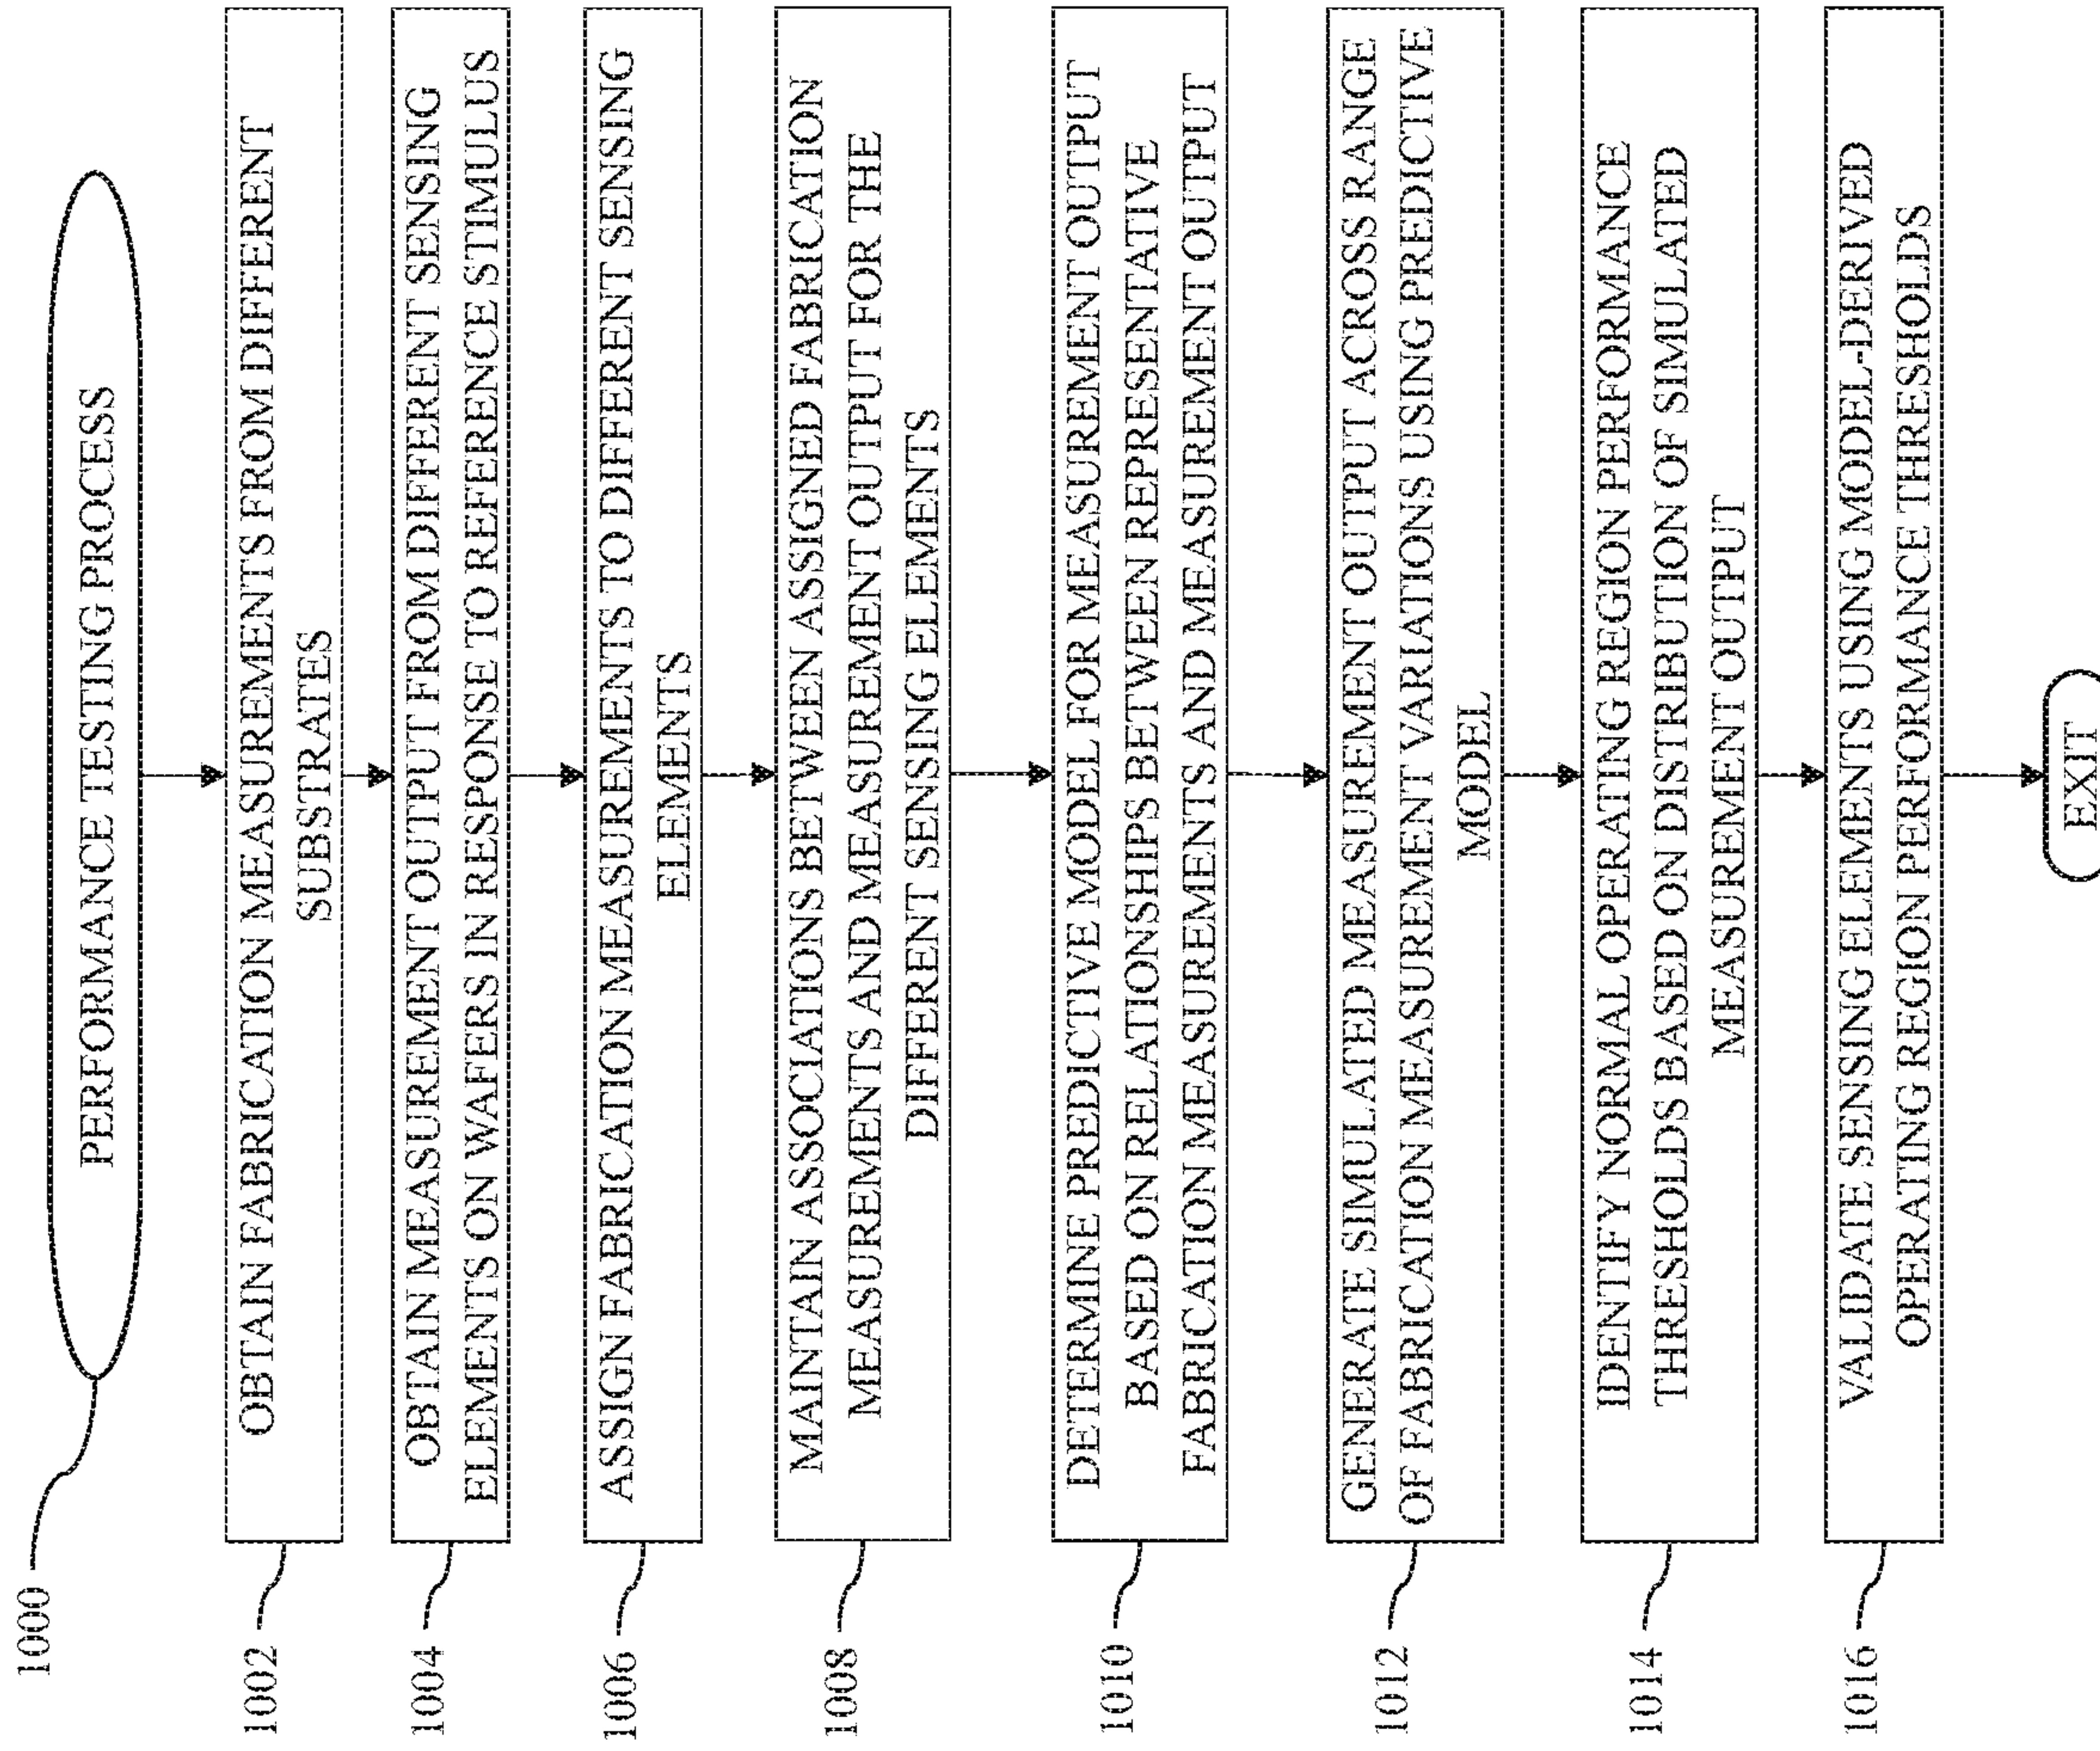 1000
PERFORMANCE TESTING PROCESS
1002
OBTAIN FABRICATION MEASUREMENTS FROM DIFFERENT
SUBSTRATES
1004
OBTAIN MEASUREMENT OUTPUT FROM DIFFERENT SENSING
ELEMENTS ON WAFERS IN RESPONSE TO REFERENCE STIMULUS
1006
ASSIGN FABRICATION MEASUREMENTS TO DIFFERENT SENSING
ELEMENTS
1008
MAINTAIN ASSOCIATIONS BETWEEN ASSIGNED FABRICATION
MEASUREMENTS AND MEASUREMENT OUTPUT FOR THE
DIFFERENT SENSING ELEMENTS
1010
DETERMINE PREDICTIVE MODEL FOR MEASUREMENT OUTPUT
BASED ON RELATIONSHIPS BETWEEN REPRESENTATIVE
FABRICATION MEASUREMENTS AND MEASUREMENT OUTPUT
1012
GENERATE SIMULATED MEASUREMENT OUTPUT ACROSS RANGE
OF FABRICATION MEASUREMENT VARIATIONS USING PREDICTIVE
MODEL
1014
IDENTIFY NORMAL OPERATING REGION PERFORMANCE
THRESHOLDS BASED ON DISTRIBUTION OF SIMULATED
MEASUREMENT OUTPUT
1016
VALIDATE SENSING ELEMENTS USING MODEL-DERIVED
OPERATING REGION PERFORMANCE THRESHOLDS
EXIT